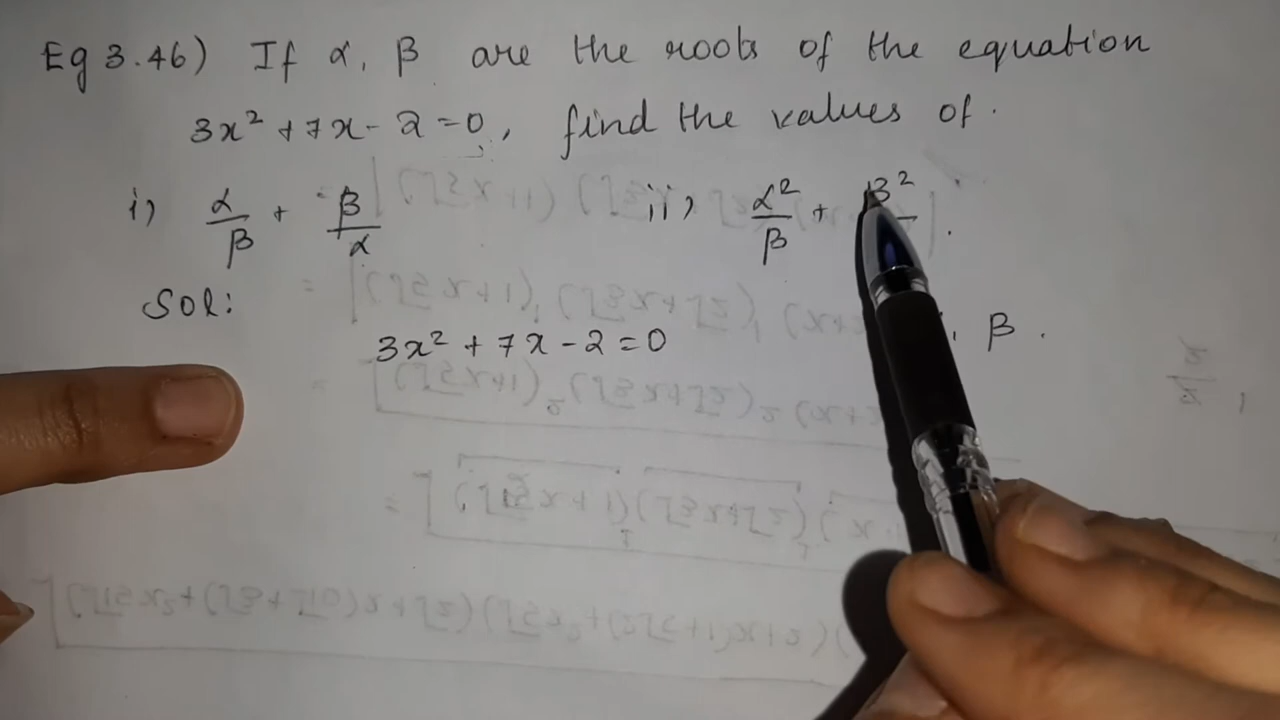 Eg 3.46) If α, β are the roots of the equation
3x² + 7x - 2 = 0, find the values of.
i) α/β + β/α ii) α²/β + β²
Sol:
3x² + 7x - 2 = 0 , β.